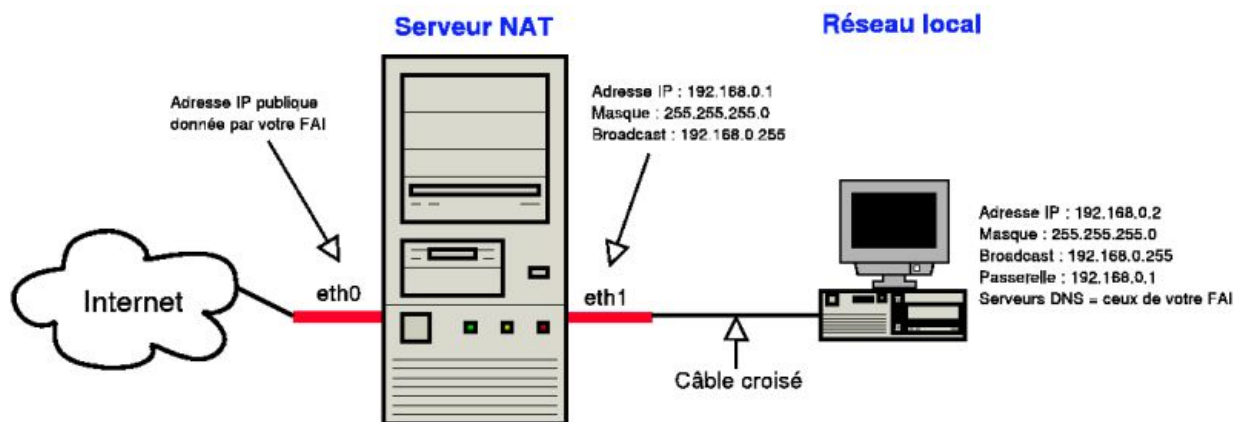 Serveur NAT
Réseau local
Adresse IP publique
donnée par votre FAI
Adresse IP : 192.168.0.1
Masque : 255.255.255.0
Broadcast : 192.168.0.255
Adresse IP : 192.168.0.2
Masque : 255.255.255.0
Broadcast : 192.168.0.255
Passerelle : 192.168.0.1
Serveurs DNS = ceux de votre FAI
Internet
eth0
eth1
Câble croisé